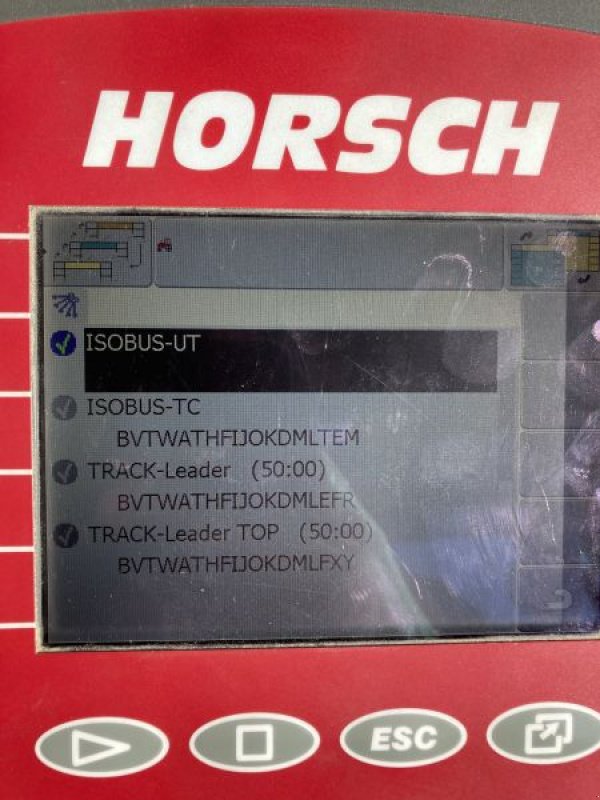 HORSCH
ISOBUS-UT
ISOBUS-TC
BVTWATHFIJOKDMLTEM
TRACK-Leader (50:00)
BVTWATHFIJOKDMLEFR
TRACK-Leader TOP (50:00)
BVTWATHFIJOKDMLFXY
ESC